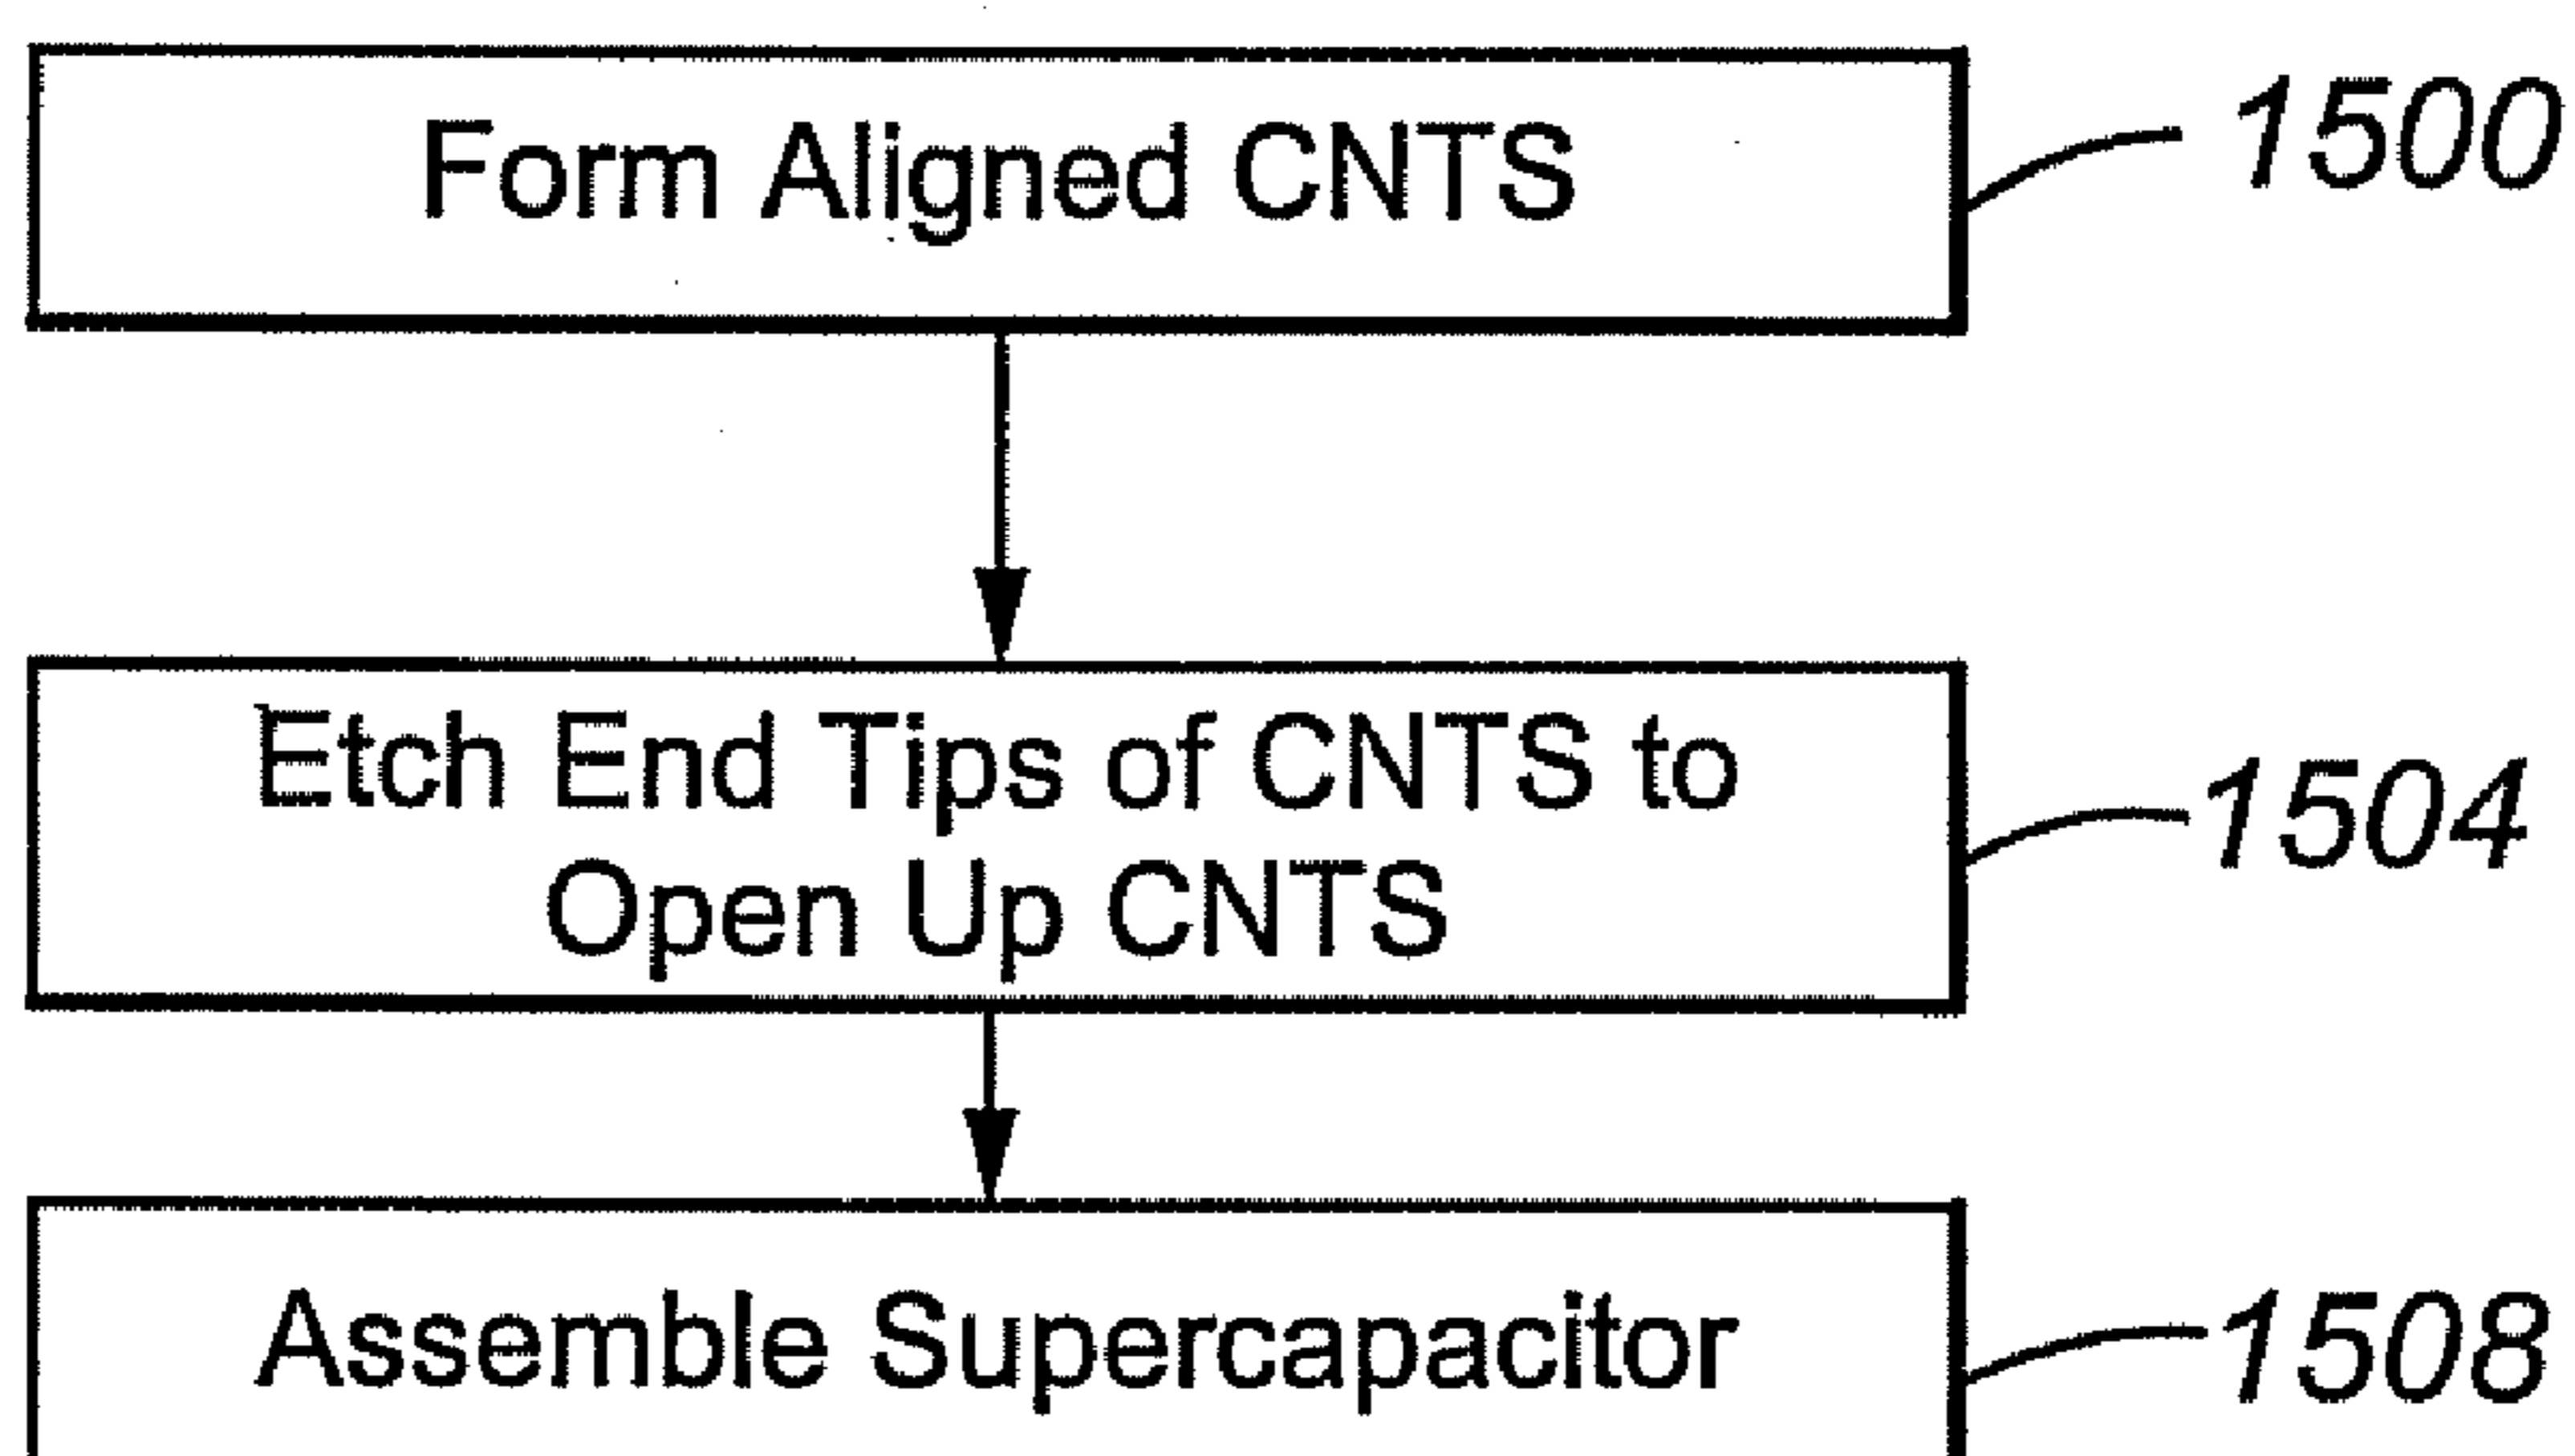 Form Aligned CNTS
1500
Etch End Tips of CNTS to
Open Up CNTS
1504
Assemble Supercapacitor
1508